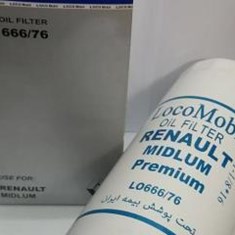 OIL FILTER
666/76
USE FOR:
RENAULT
MIDLUM
LocoMob
OIL FILTER
RENAULT
MIDLUM
Premium
LO666/76
تحت پوشش بیمه ایران